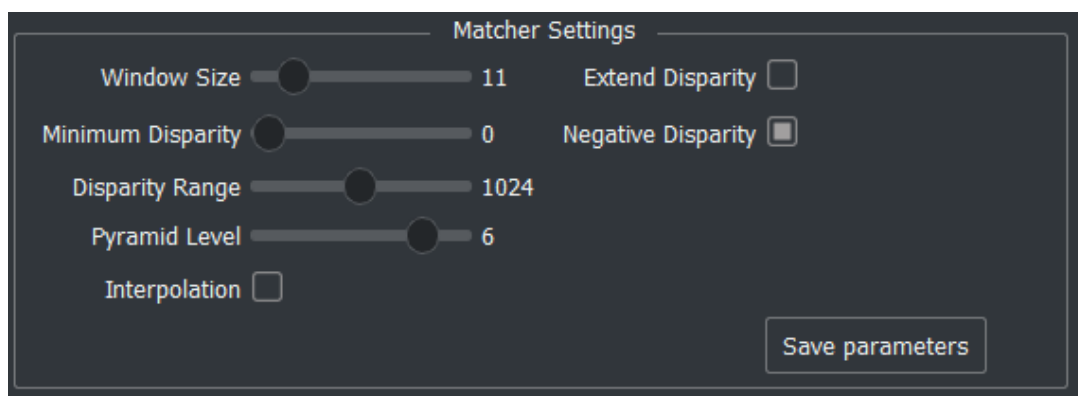 Matcher Settings
Window Size 11 Extend Disparity
Minimum Disparity 0 Negative Disparity
Disparity Range 1024
Pyramid Level 6
Interpolation
Save parameters